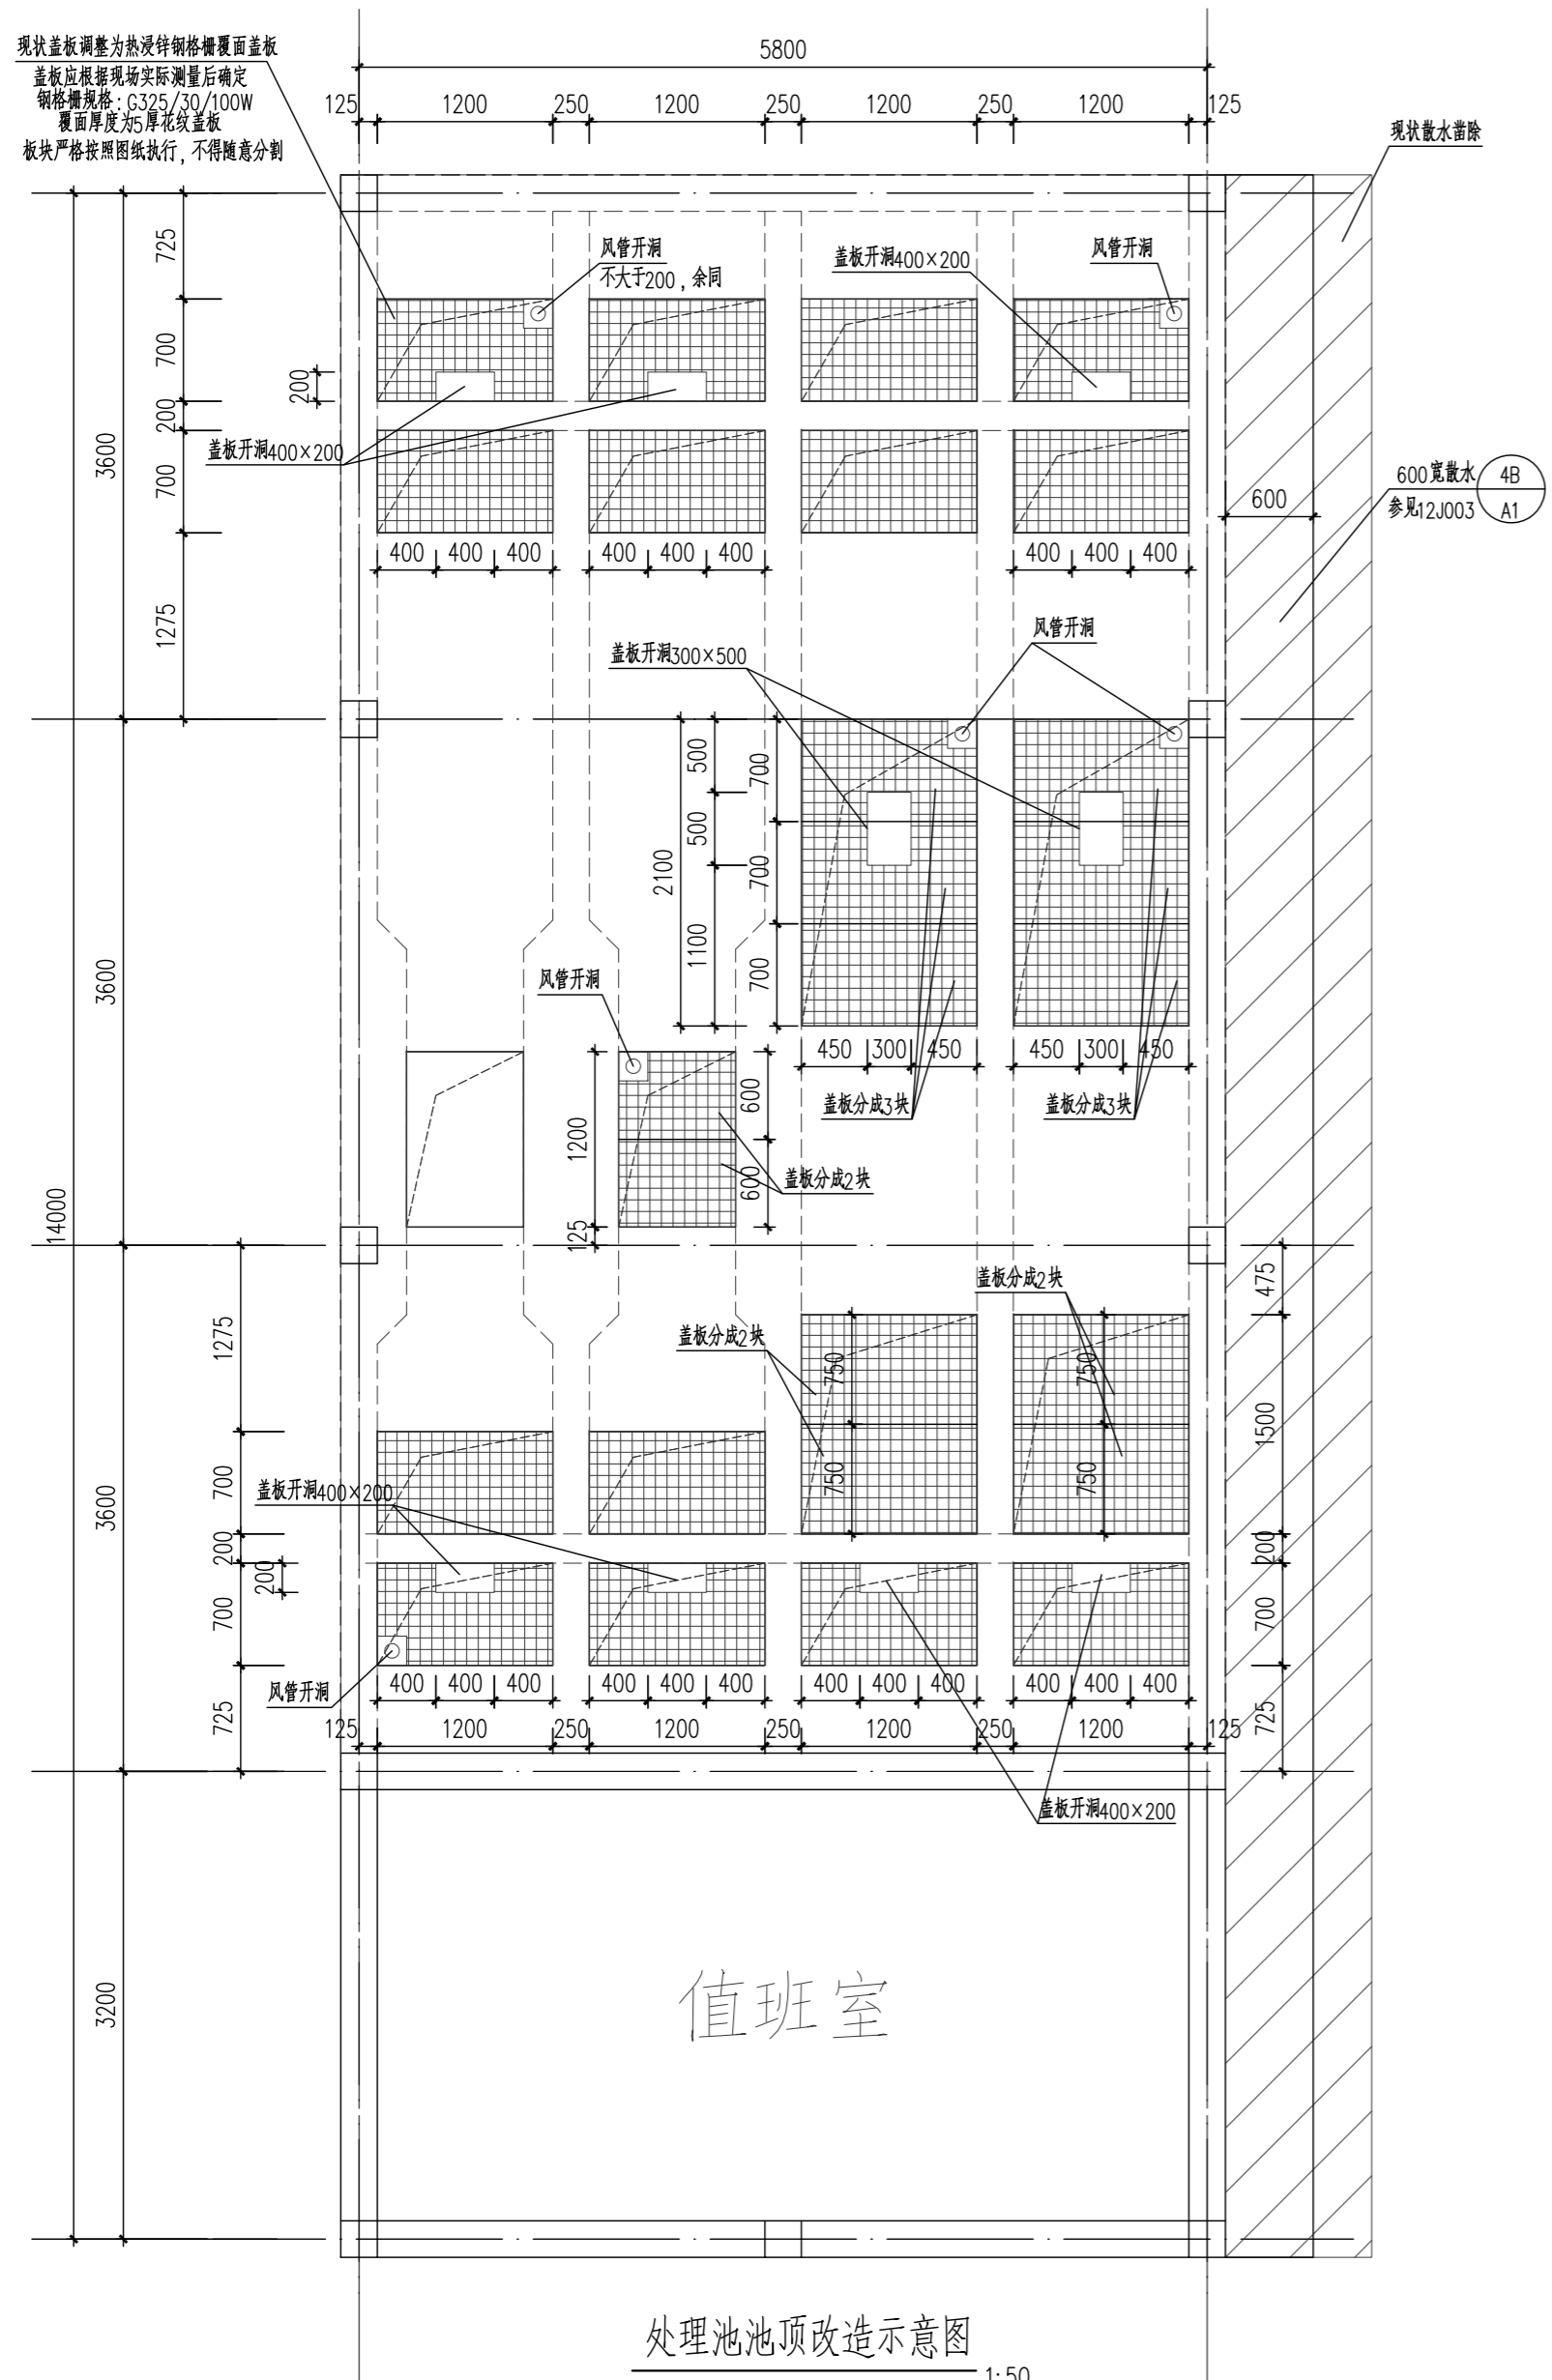 现状盖板调整为热浸锌钢格栅覆面盖板
盖板应根据现场实际测量后确定
钢格栅规格：G325/30/100W
覆面厚度为5厚花纹盖板
板块严格按照图纸执行，不得随意分割
5800
125 1200 250 1200 250 1200 250 1200 125
现状散水凿除
725
700
200
700
1275
3600
200
风管开洞
不大于200，余同
盖板开洞400×200
风管开洞
盖板开洞400×200
400 400 400 400 400 400 400 400 400
600
600宽散水
参见12J003
4B
A1
盖板开洞300×500
风管开洞
2100
500
500
1100
700
700
700
3600
450 300 450 450 300 450
盖板分成3块 盖板分成3块
风管开洞
1200
125
600
600
盖板分成2块
14000
盖板分成2块
盖板分成2块
750
750
750
750
475
1500
200
700
725
1275
700
200
700
725
200
3600
盖板开洞400×200
风管开洞
400 400 400 400 400 400 400 400 400 400 400 400
125 1200 250 1200 250 1200 250 1200 125
盖板开洞400×200
3200
值班室
处理池池顶改造示意图
1:50